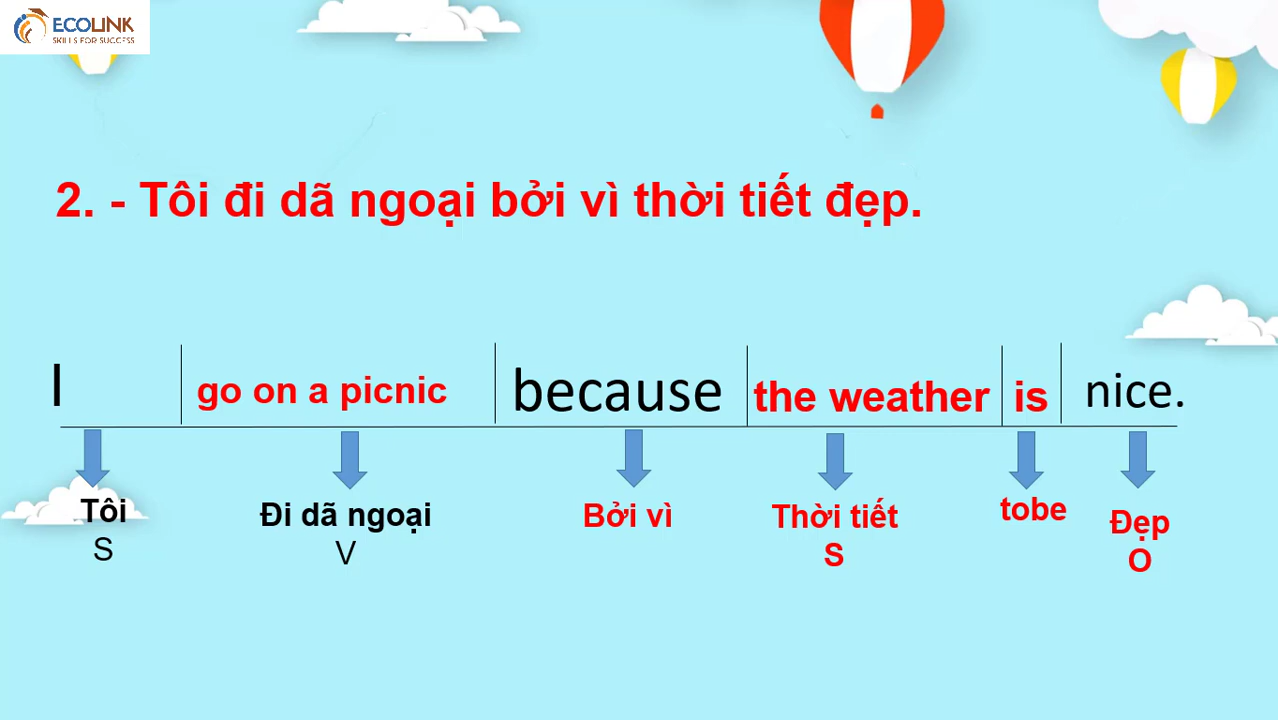 ECOLINK
SKILLS FOR SUCCESS
2. - Tôi đi dã ngoại bởi vì thời tiết đẹp.
I go on a picnic because the weather is nice.
Tôi Đi dã ngoại Bởi vì Thời tiết tobe Đẹp
S V S O